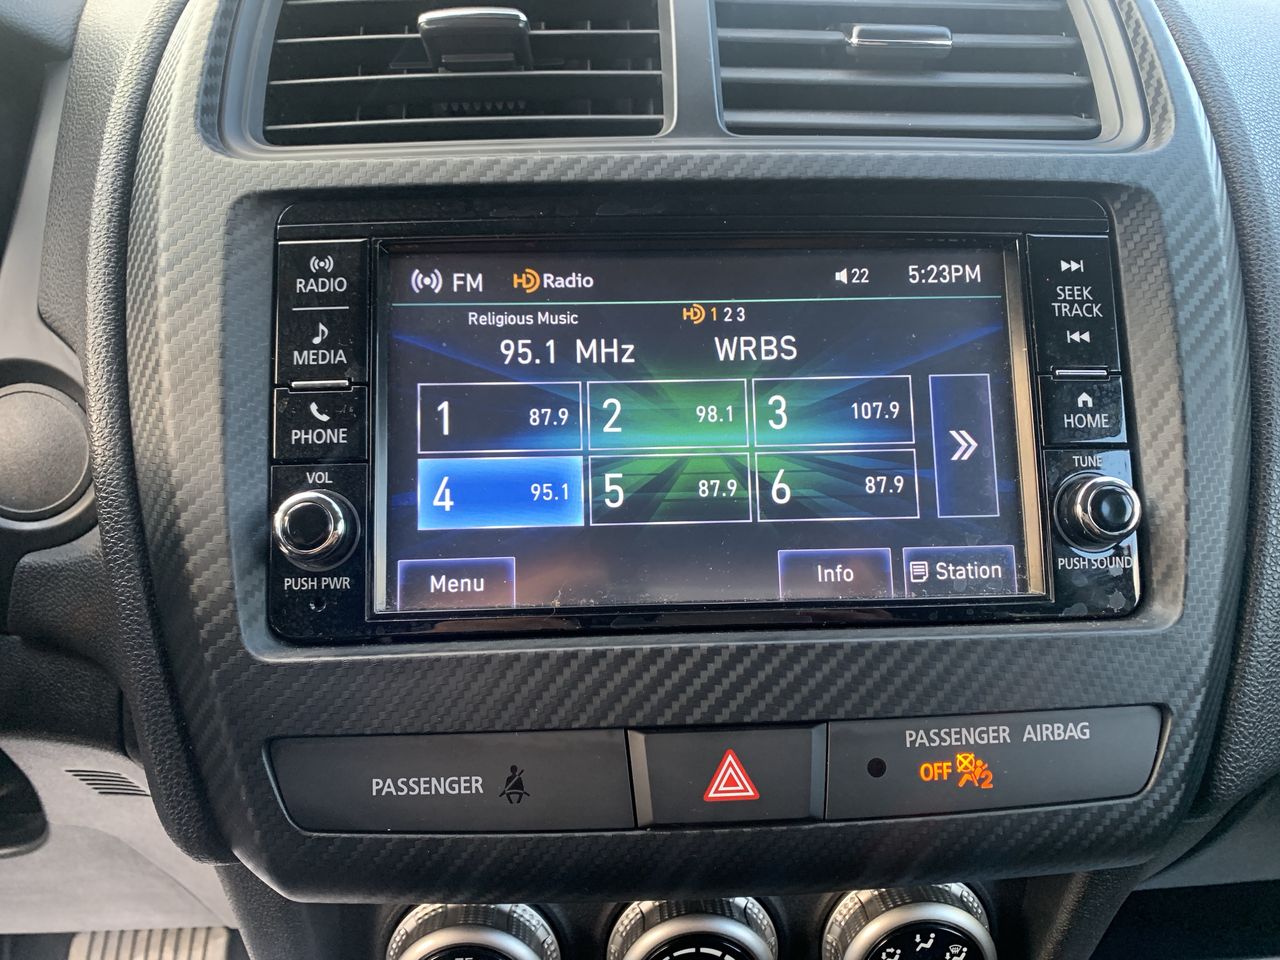 RADIO
MEDIA
PHONE
VOL
PUSH PWR
FM HD Radio 22 5:23PM
Religious Music HD 1 2 3
95.1 MHz WRBS
1 87.9 2 98.1 3 107.9
4 95.1 5 87.9 6 87.9
Menu Info Station
SEEK
TRACK
HOME
TUNE
PUSH SOUND
PASSENGER
PASSENGER AIRBAG
OFF 2